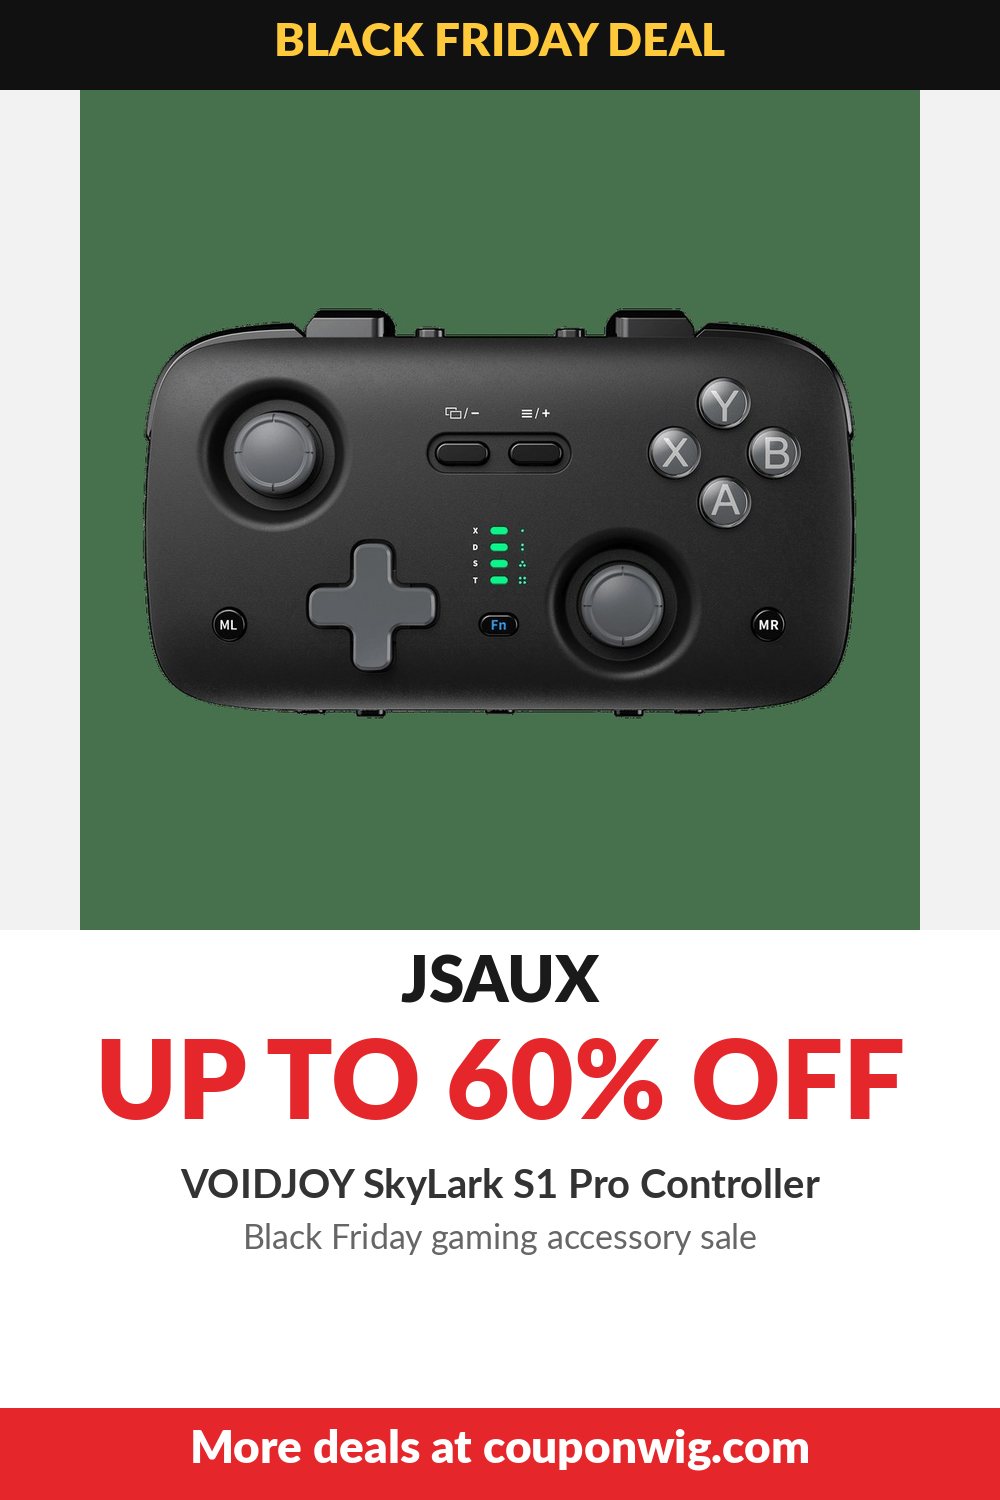 BLACK FRIDAY DEAL
/ - / +
Y
X B
A
X
D
S
T
ML Fn MR
JSAUX
UP TO 60% OFF
VOIDJOY SkyLark S1 Pro Controller
Black Friday gaming accessory sale
More deals at couponwig.com